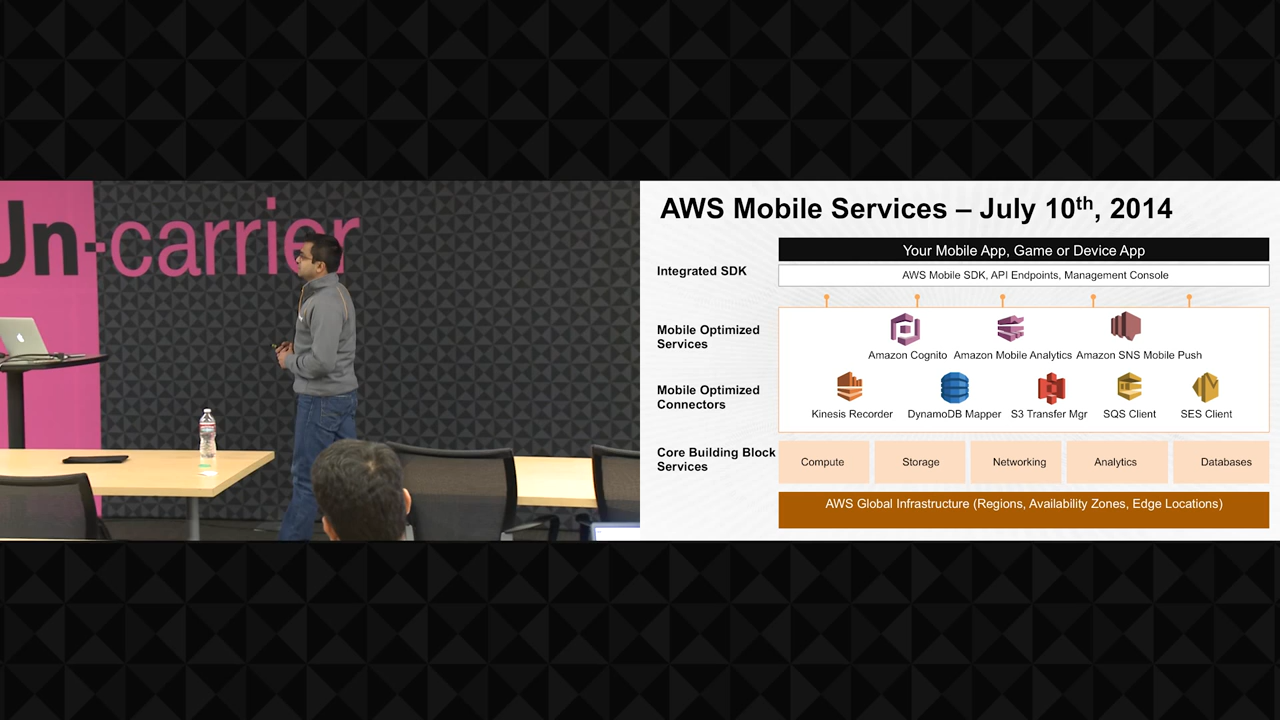 Un-carrier
AWS Mobile Services – July 10th, 2014
Your Mobile App, Game or Device App
Integrated SDK
AWS Mobile SDK, API Endpoints, Management Console
Mobile Optimized
Services
Amazon Cognito
Amazon Mobile Analytics
Amazon SNS Mobile Push
Mobile Optimized
Connectors
Kinesis Recorder
DynamoDB Mapper
S3 Transfer Mgr
SQS Client
SES Client
Core Building Block
Services
Compute
Storage
Networking
Analytics
Databases
AWS Global Infrastructure (Regions, Availability Zones, Edge Locations)